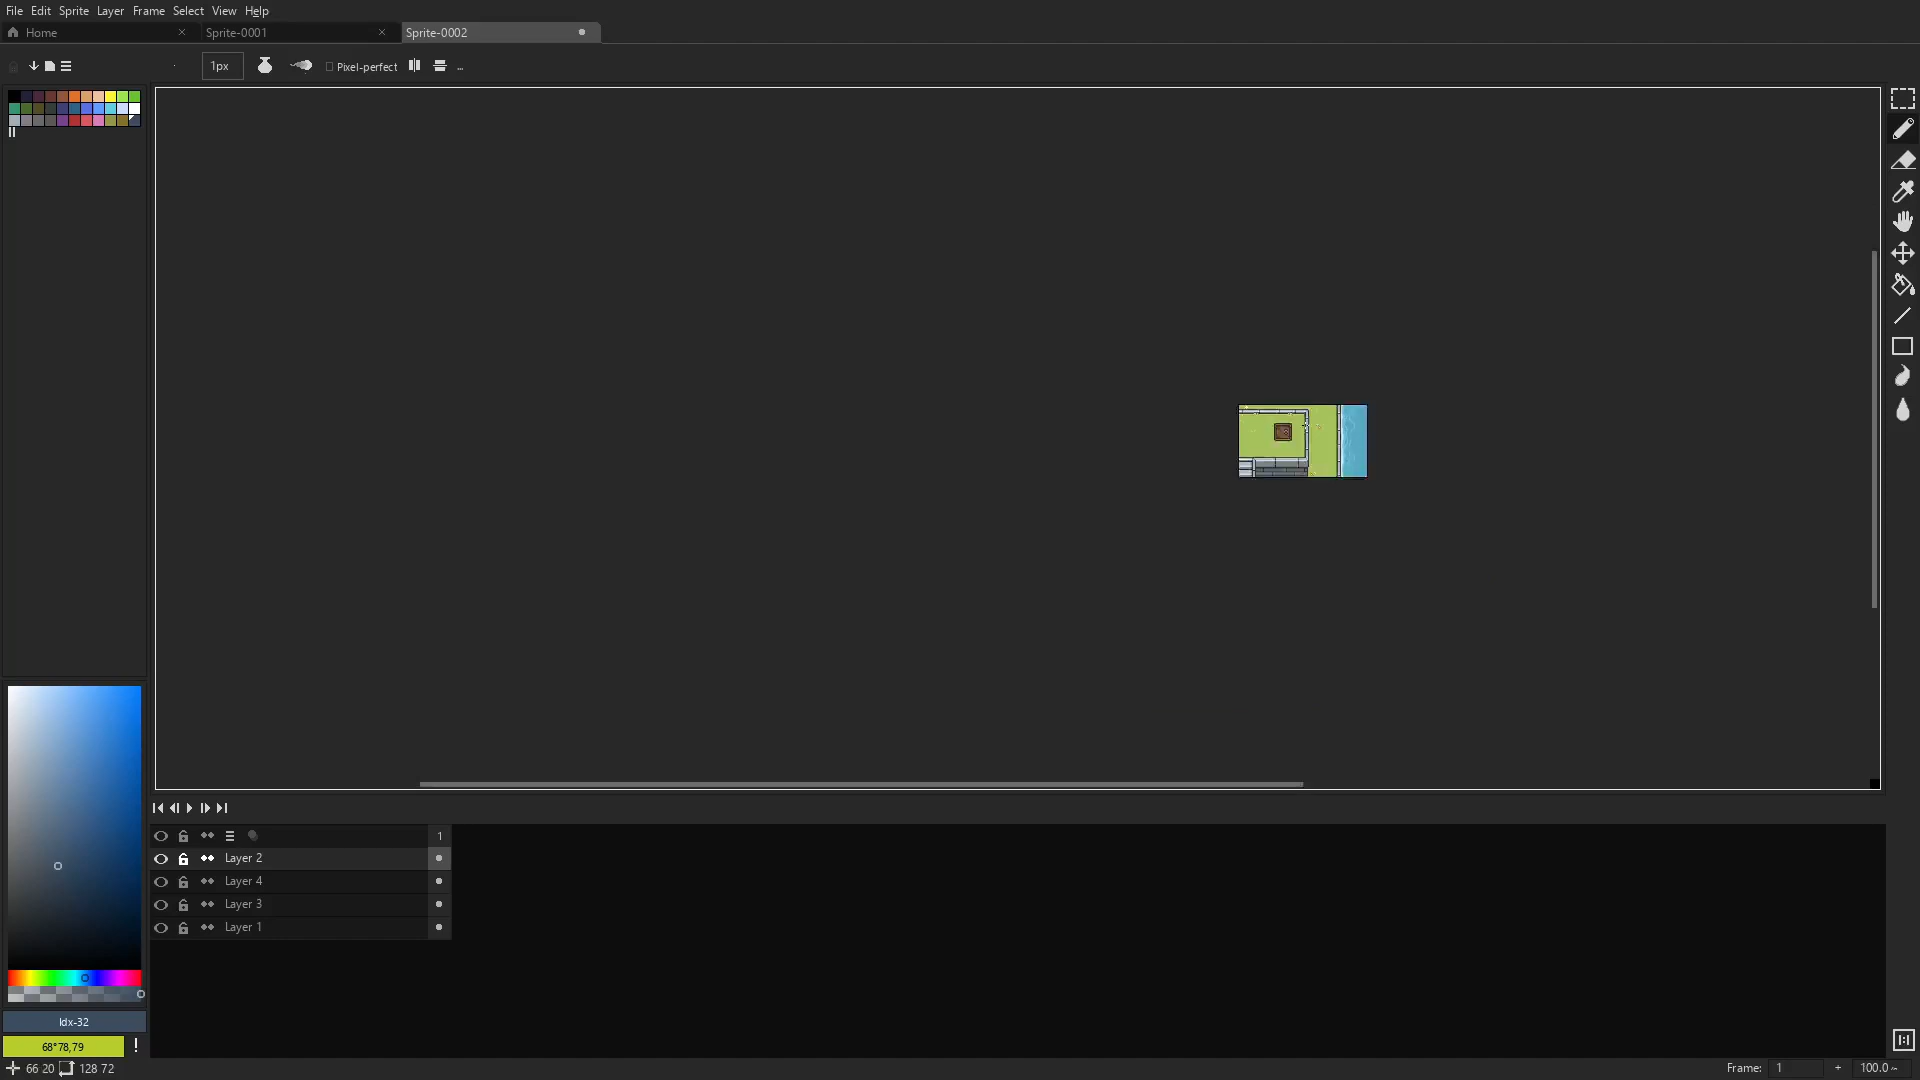 File Edit Sprite Layer Frame Select View Help
Home Sprite-0001 Sprite-0002
1px Pixel-perfect ...
1
Layer 2
Layer 4
Layer 3
Layer 1
Idx-32
68°78,79 !
66 20 128 72 Frame: 1 + 100.0